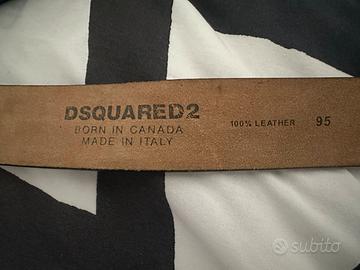 DSQUARED2
BORN IN CANADA
MADE IN ITALY
100% LEATHER 95
subito